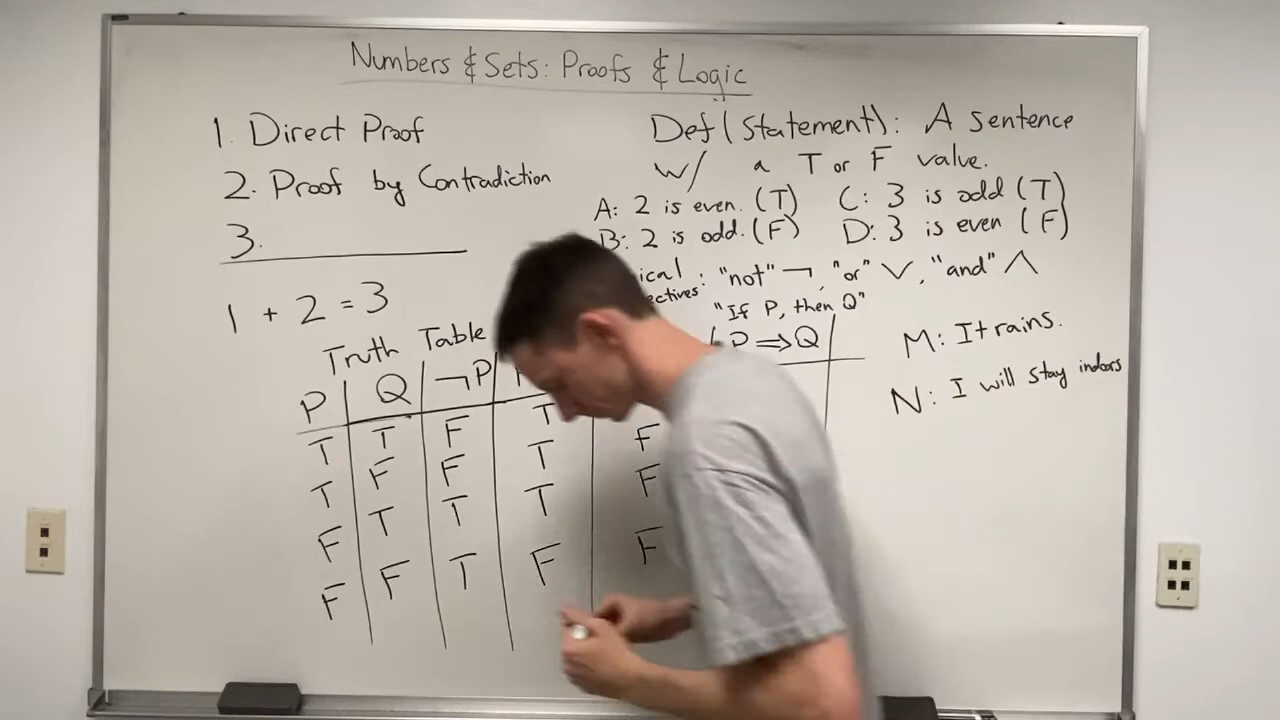 Numbers & Sets: Proofs & Logic
1. Direct Proof
2. Proof by Contradiction
3.
1 + 2 = 3
Def (Statement): A sentence
w/ a T or F value.
A: 2 is even. (T) C: 3 is odd (T)
B: 2 is odd. (F) D: 3 is even (F)
ical
ectives: "not" ¬, "or" ∨, "and" ∧
"If P, then Q"
M: It rains.
N: I will stay indoors
Truth Table
P Q ¬P P ⟹ Q
T T F T F
T F F T F
F T T T F
F F T F